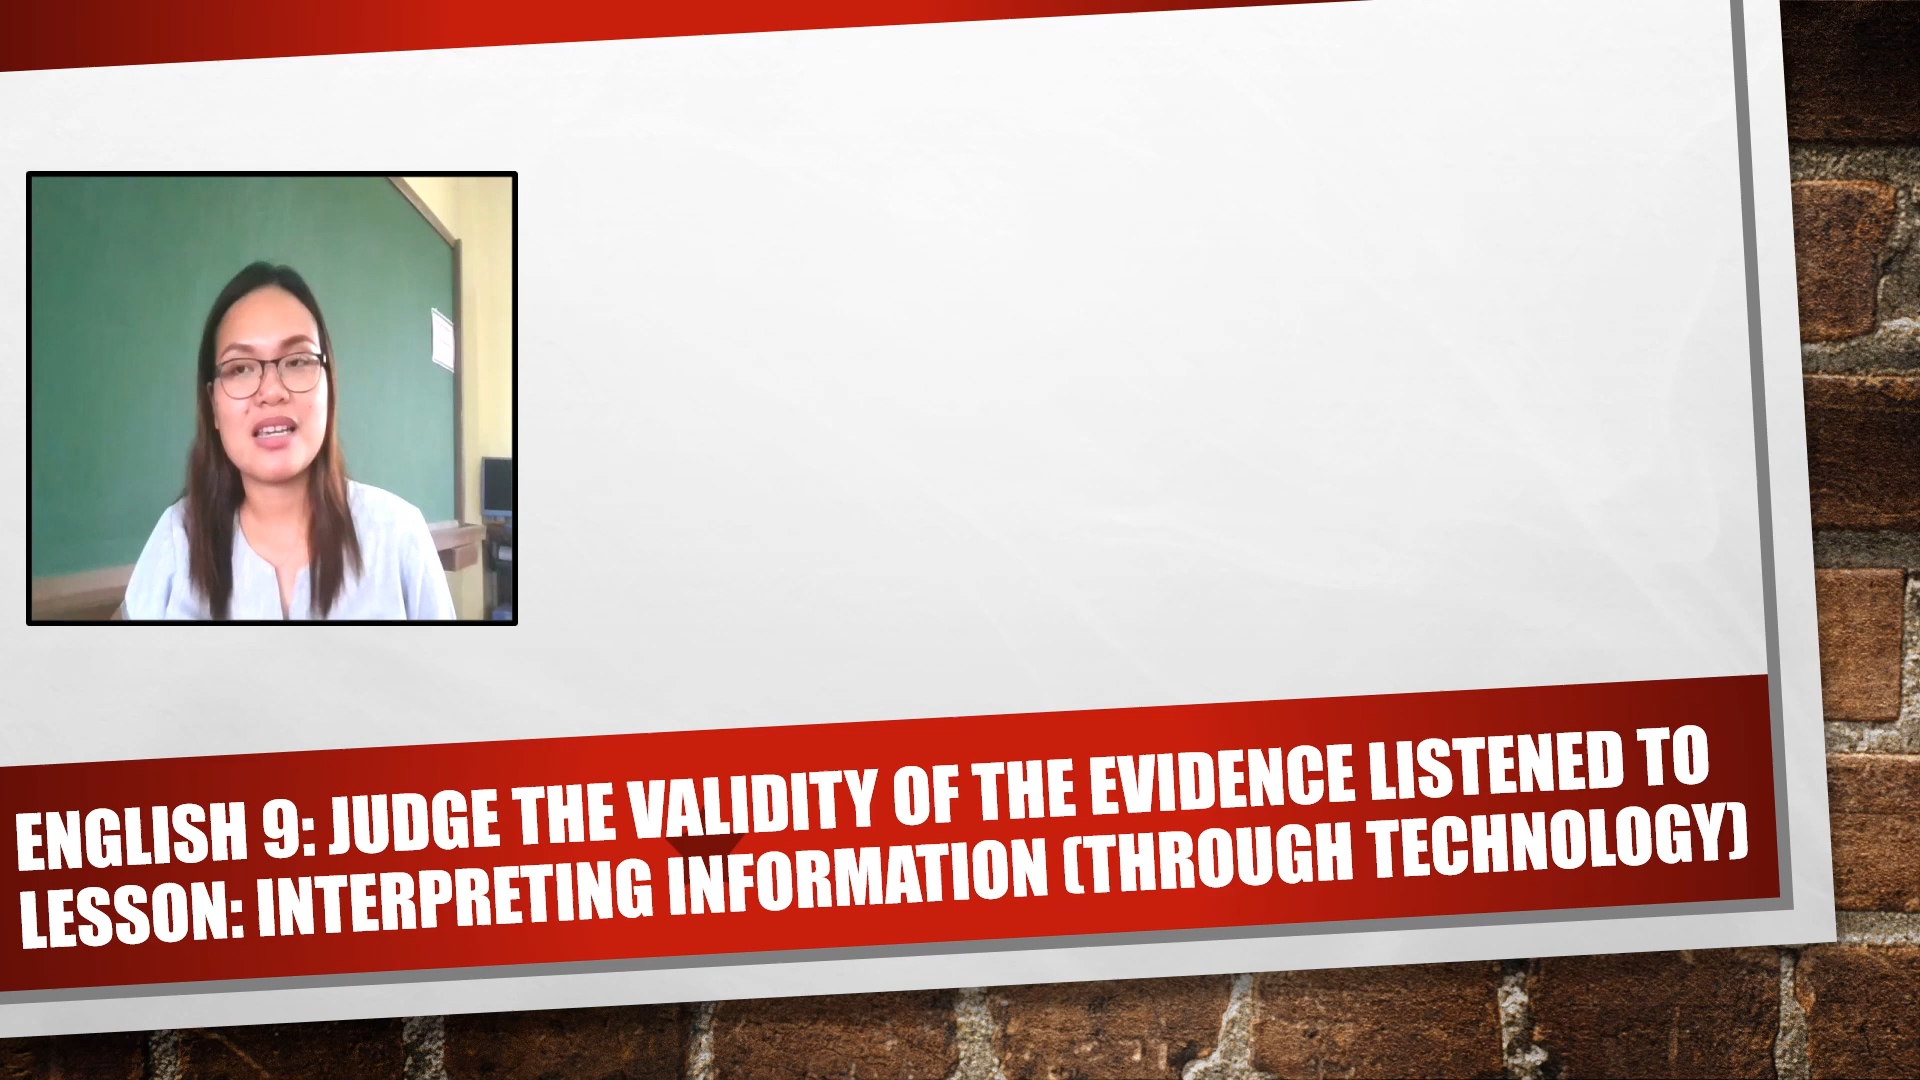 ENGLISH 9: JUDGE THE VALIDITY OF THE EVIDENCE LISTENED TO
LESSON: INTERPRETING INFORMATION (THROUGH TECHNOLOGY)